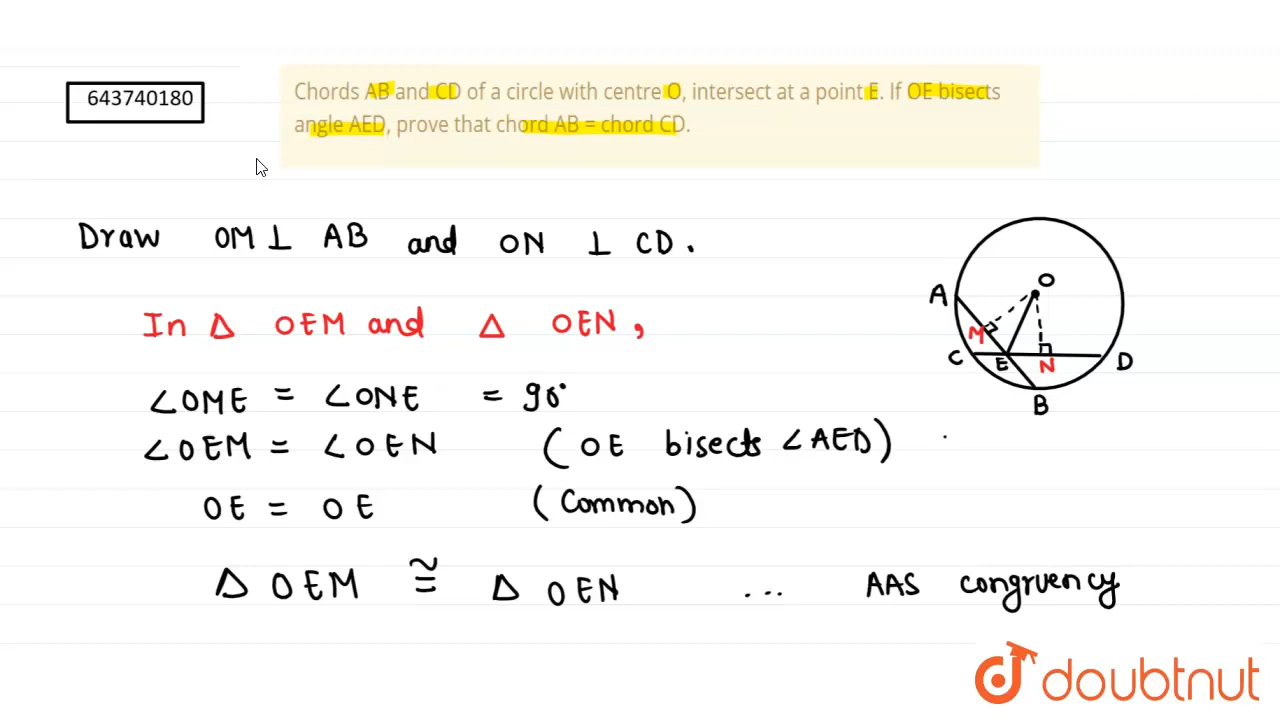 643740180
Chords AB and CD of a circle with centre O, intersect at a point E. If OE bisects
angle AED, prove that chord AB = chord CD.
Draw OM ⊥ AB and ON ⊥ CD.
In Δ OEM and Δ OEN,
∠OME = ∠ONE = 90°
∠OEM = ∠OEN (OE bisects ∠AED)
OE = OE (Common)
Δ OEM ≅ Δ OEN ... AAS congruency
O
A
M
C
E
N
D
B
doubtnut